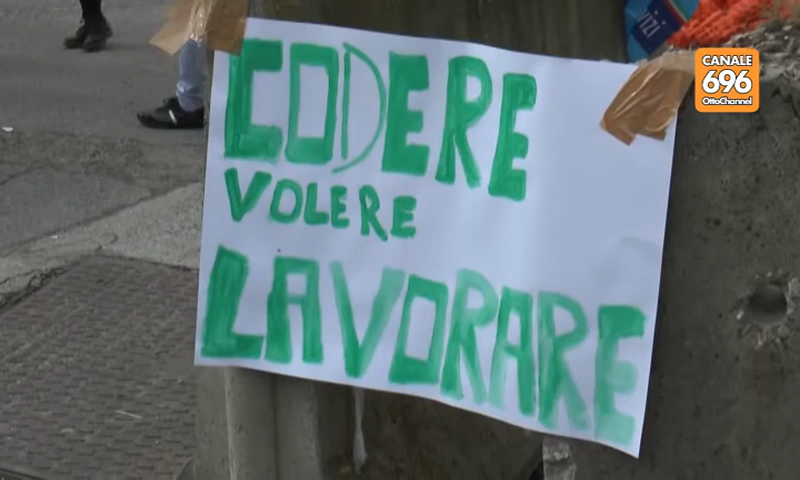 CODERE
VOLERE
LAVORARE
CANALE
696
OttoChannel